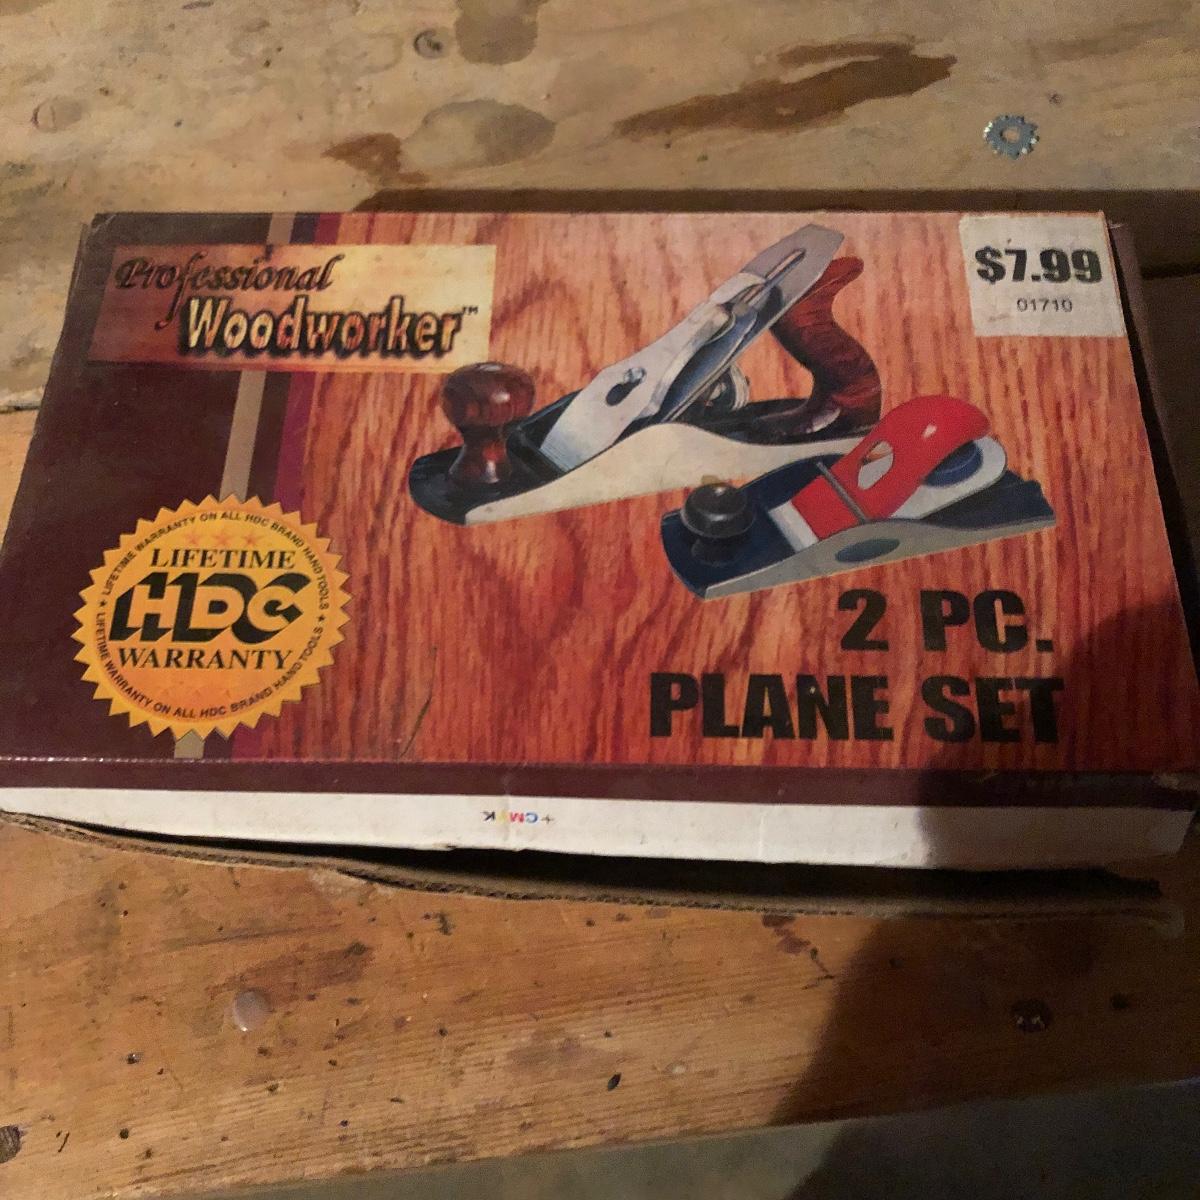 Professional
Woodworker™
$7.99
01710
LIFETIME WARRANTY ON ALL HDC BRAND HAND TOOLS
LIFETIME
HDC
WARRANTY
★ LIFETIME WARRANTY ON ALL HDC BRAND HAND TOOLS ★
2 PC.
PLANE SET
+CMYK